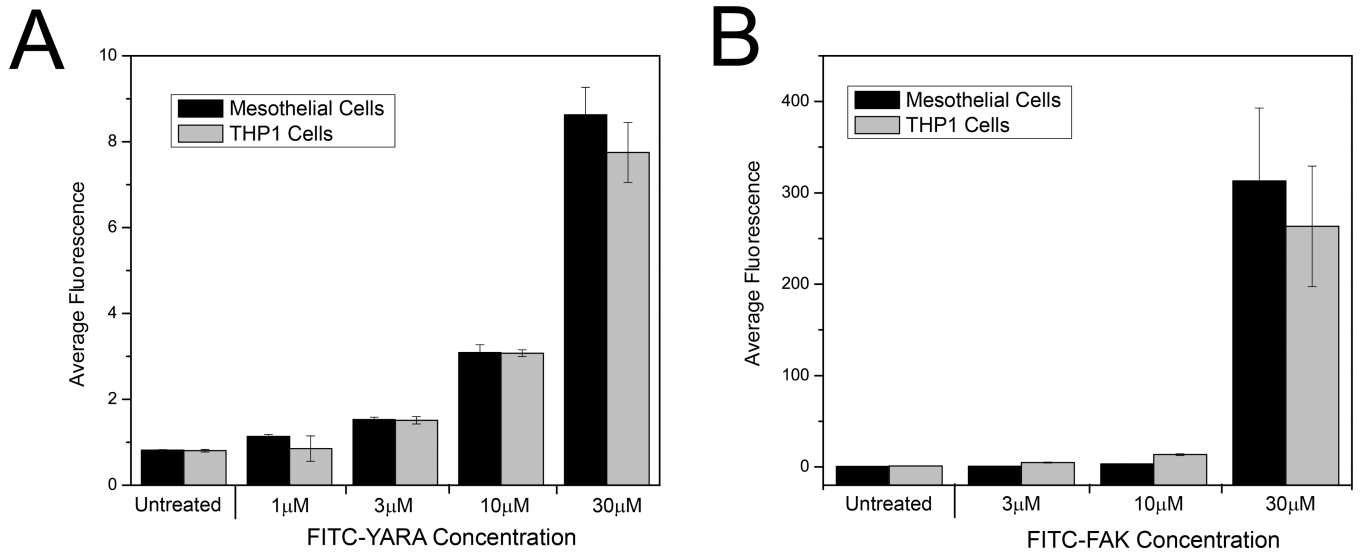 A
10
8
6
4
2
0
Average Fluorescence
Mesothelial Cells
THP1 Cells
Untreated 1μM 3μM 10μM 30μM
FITC-YARA Concentration
B
400
300
200
100
0
Average Fluorescence
Mesothelial Cells
THP1 Cells
Untreated 3μM 10μM 30μM
FITC-FAK Concentration